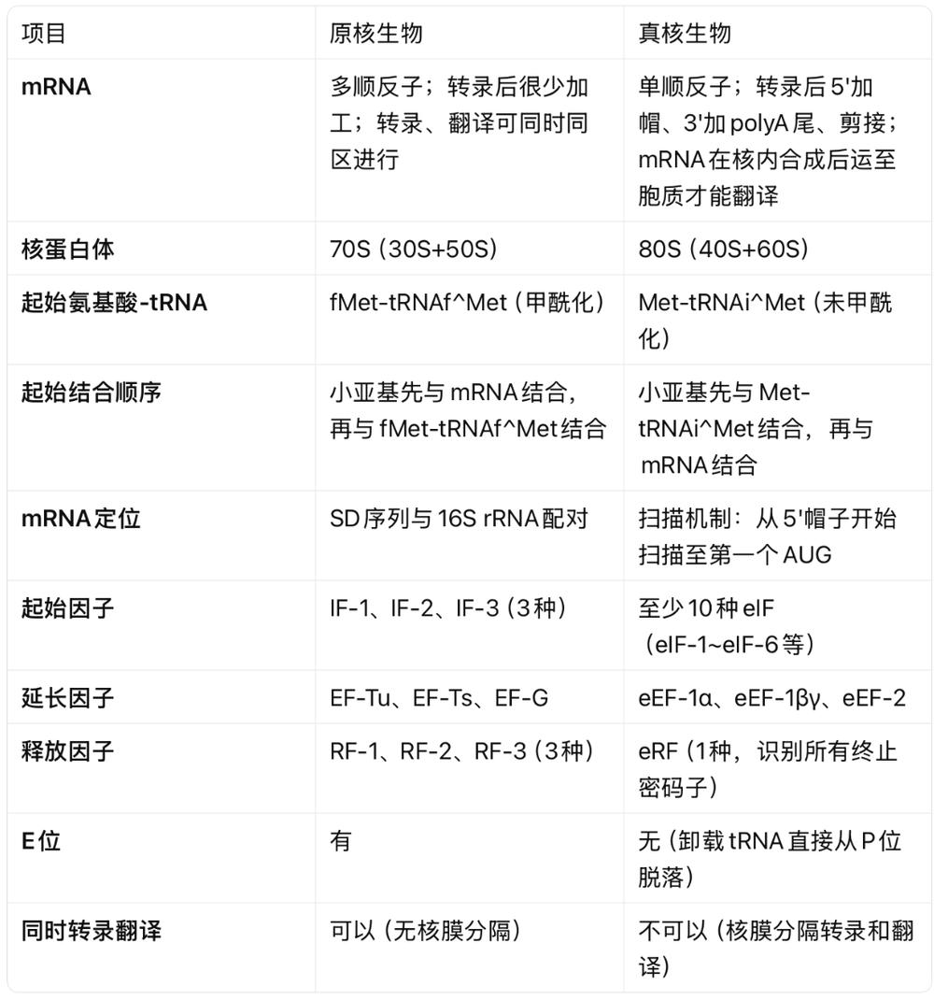 项目
原核生物
真核生物
mRNA
多顺反子；转录后很少加
工；转录、翻译可同时同
区进行
单顺反子；转录后5'加
帽、3'加polyA尾、剪接；
mRNA在核内合成后运至
胞质才能翻译
核蛋白体
70S（30S+50S）
80S（40S+60S）
起始氨基酸-tRNA
fMet-tRNAf^Met（甲酰化）
Met-tRNAi^Met（未甲酰
化）
起始结合顺序
小亚基先与mRNA结合，
再与fMet-tRNAf^Met结合
小亚基先与Met-
tRNAi^Met结合，再与
mRNA结合
mRNA定位
SD序列与16S rRNA配对
扫描机制：从5'帽子开始
扫描至第一个AUG
起始因子
IF-1、IF-2、IF-3（3种）
至少10种eIF
（eIF-1~eIF-6等）
延长因子
EF-Tu、EF-Ts、EF-G
eEF-1α、eEF-1βγ、eEF-2
释放因子
RF-1、RF-2、RF-3（3种）
eRF（1种，识别所有终止
密码子）
E位
有
无（卸载tRNA直接从P位
脱落）
同时转录翻译
可以（无核膜分隔）
不可以（核膜分隔转录和翻
译）